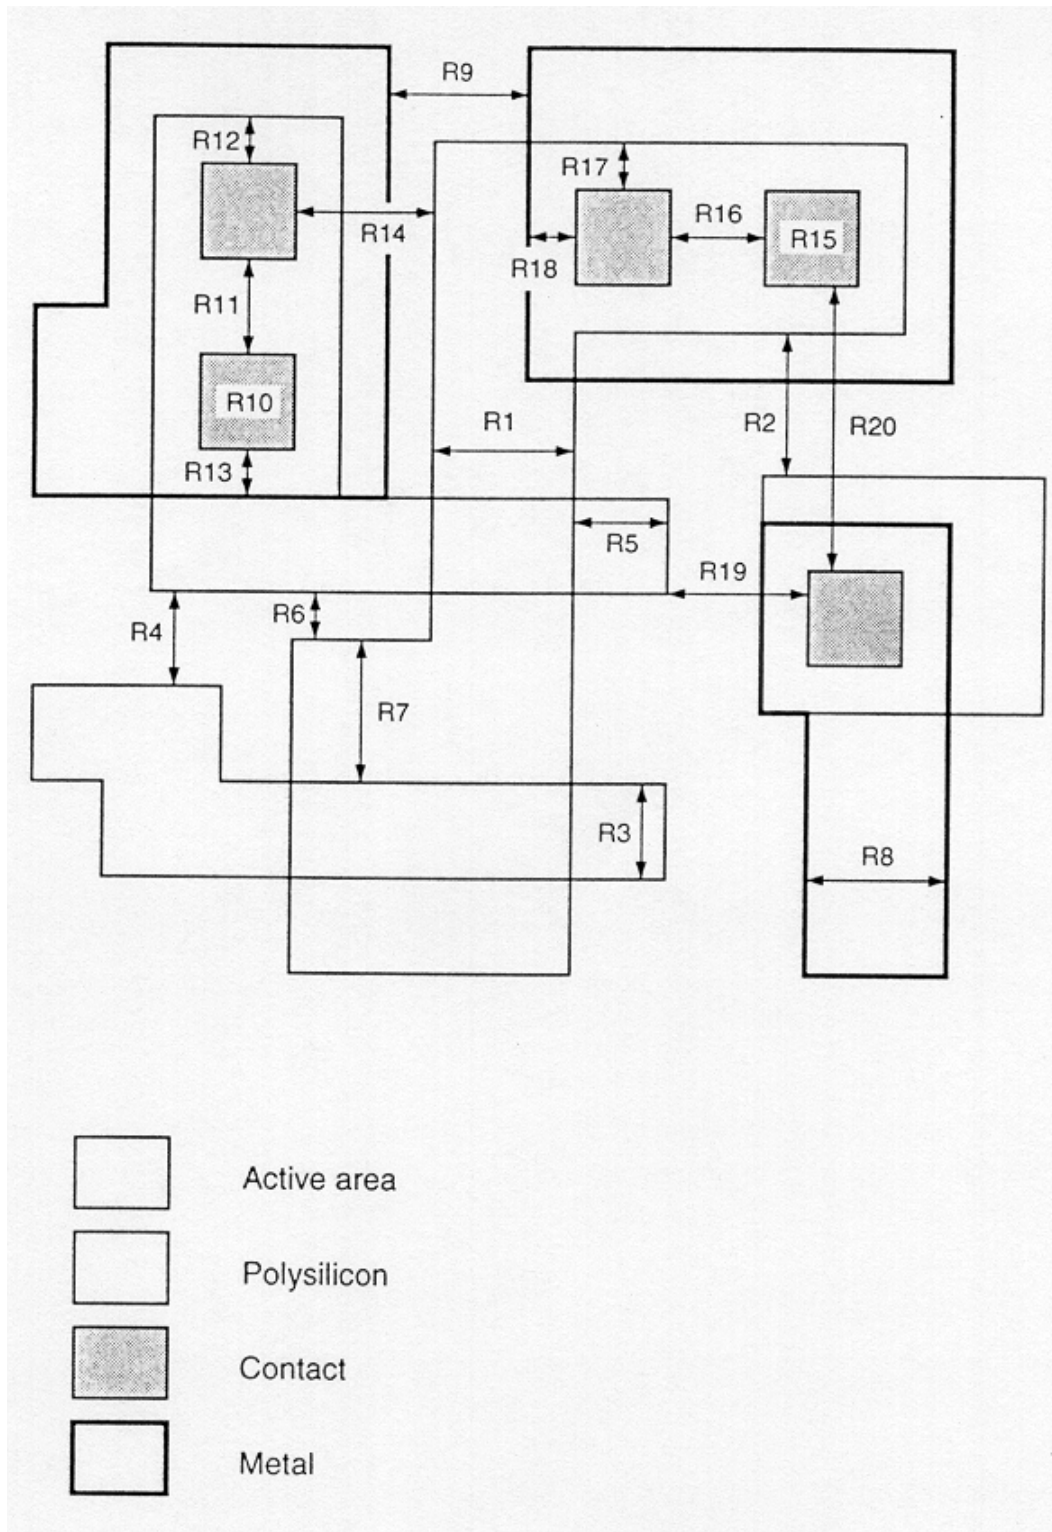 R9
R12
R17
R14
R16
R15
R18
R11
R10
R1
R2
R20
R13
R5
R19
R6
R4
R7
R3
R8
Active area
Polysilicon
Contact
Metal